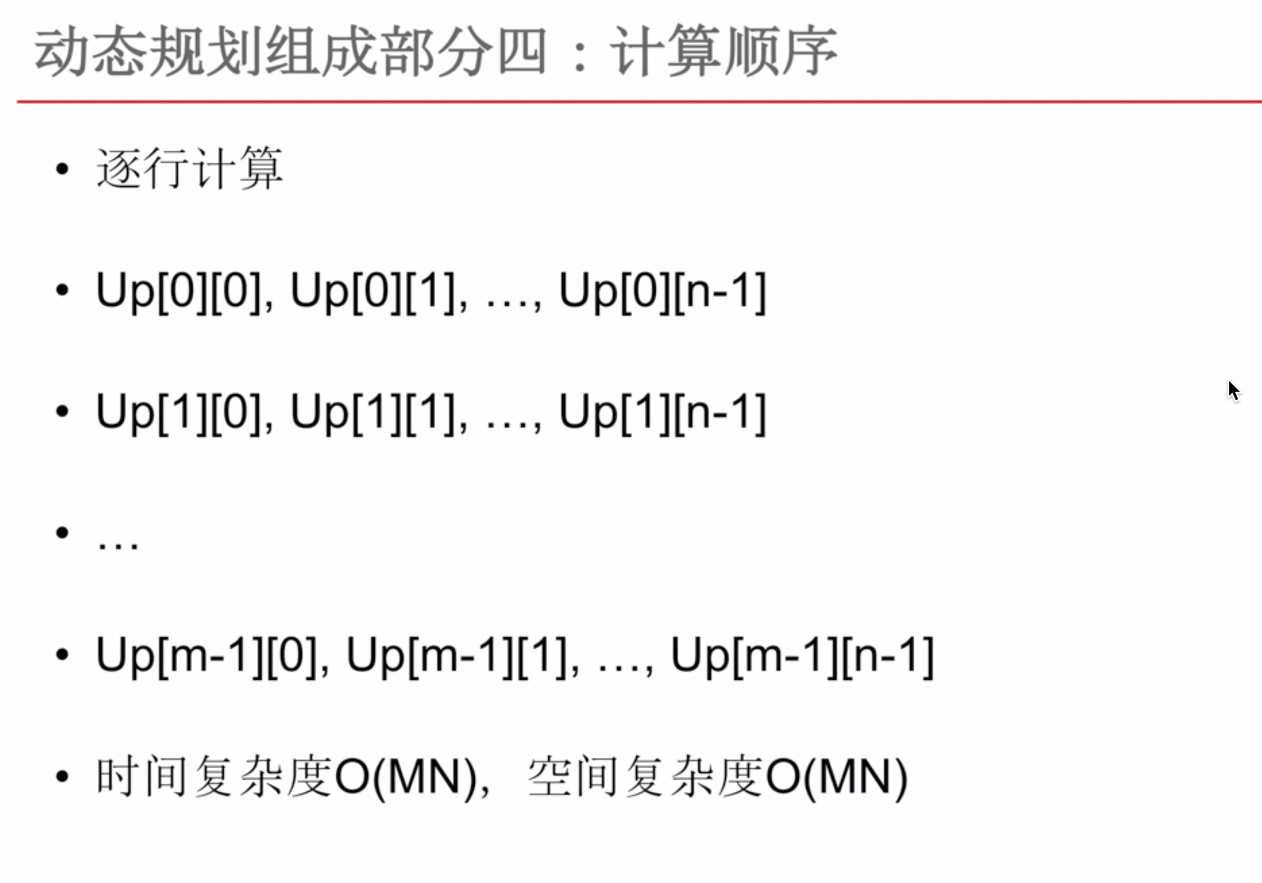 动态规划组成部分四：计算顺序
• 逐行计算
• Up[0][0], Up[0][1], …, Up[0][n-1]
• Up[1][0], Up[1][1], …, Up[1][n-1]
• …
• Up[m-1][0], Up[m-1][1], …, Up[m-1][n-1]
• 时间复杂度O(MN)，空间复杂度O(MN)